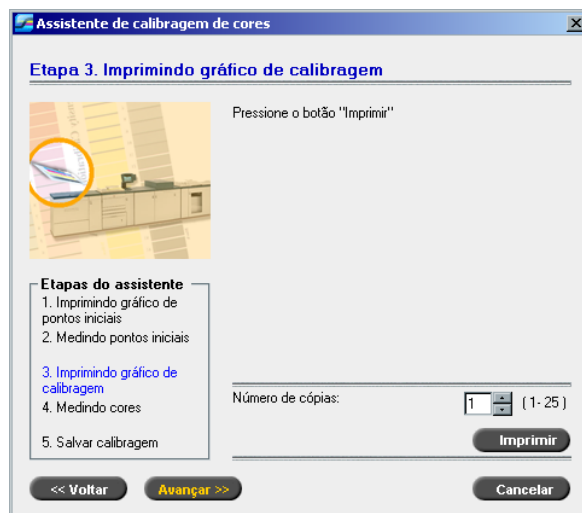 Assistente de calibragem de cores
Etapa 3. Imprimindo gráfico de calibragem
Pressione o botão "Imprimir"
Etapas do assistente
1. Imprimindo gráfico de
pontos iniciais
2. Medindo pontos iniciais
3. Imprimindo gráfico de
calibragem
4. Medindo cores
5. Salvar calibragem
Número de cópias:
1
(1-25)
Imprimir
<< Voltar
Avançar >>
Cancelar